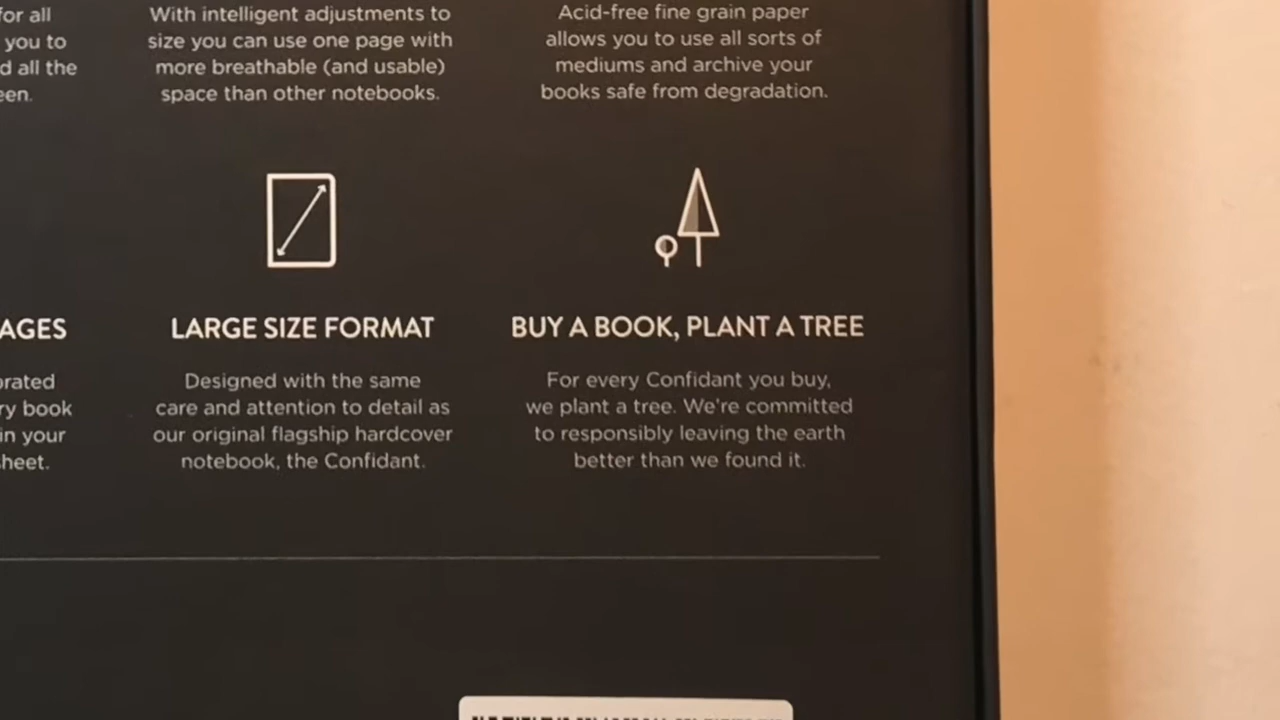 for all
you to
d all the
een.
With intelligent adjustments to
size you can use one page with
more breathable (and usable)
space than other notebooks.
Acid-free fine grain paper
allows you to use all sorts of
mediums and archive your
books safe from degradation.
AGES
orated
ry book
in your
heet.
LARGE SIZE FORMAT
Designed with the same
care and attention to detail as
our original flagship hardcover
notebook, the Confidant.
BUY A BOOK, PLANT A TREE
For every Confidant you buy,
we plant a tree. We're committed
to responsibly leaving the earth
better than we found it.